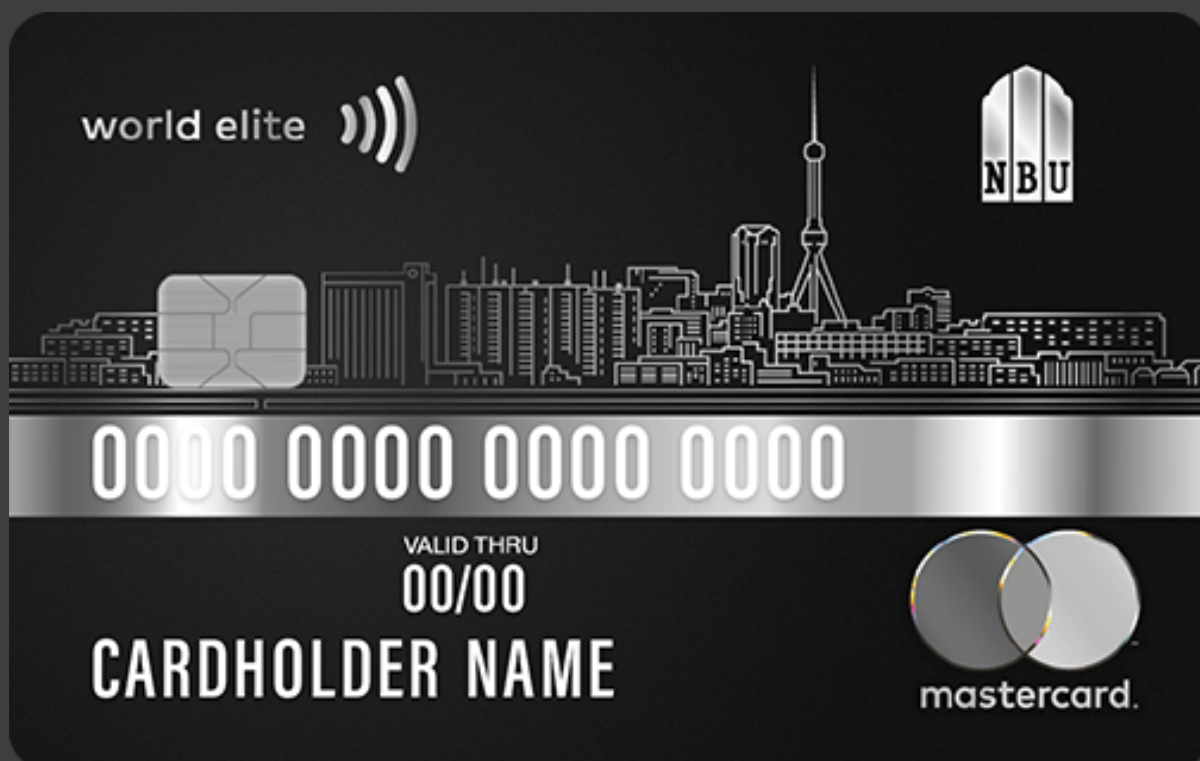 world elite
NBU
0000 0000 0000 0000
VALID THRU
00/00
CARDHOLDER NAME
mastercard.